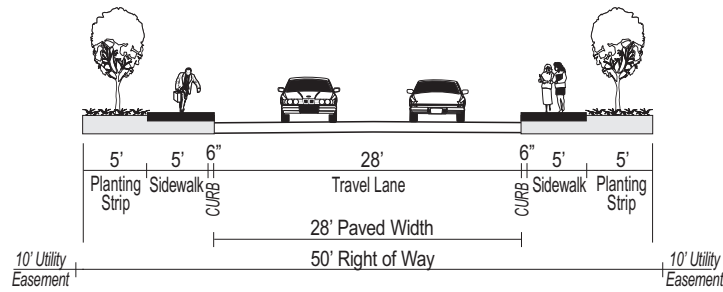 5’ 5’ 6” 28’ 6” 5’ 5’
Planting Strip Sidewalk CURB Travel Lane CURB Sidewalk Planting Strip
28’ Paved Width
10’ Utility Easement 50’ Right of Way 10’ Utility Easement